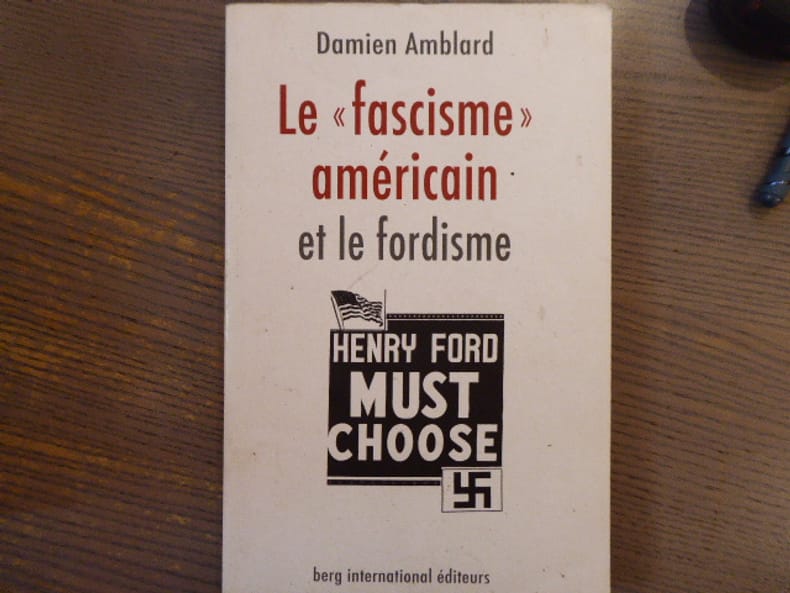 Damien Amblard
Le « fascisme »
américain
et le fordisme
HENRY FORD
MUST
CHOOSE
berg international éditeurs